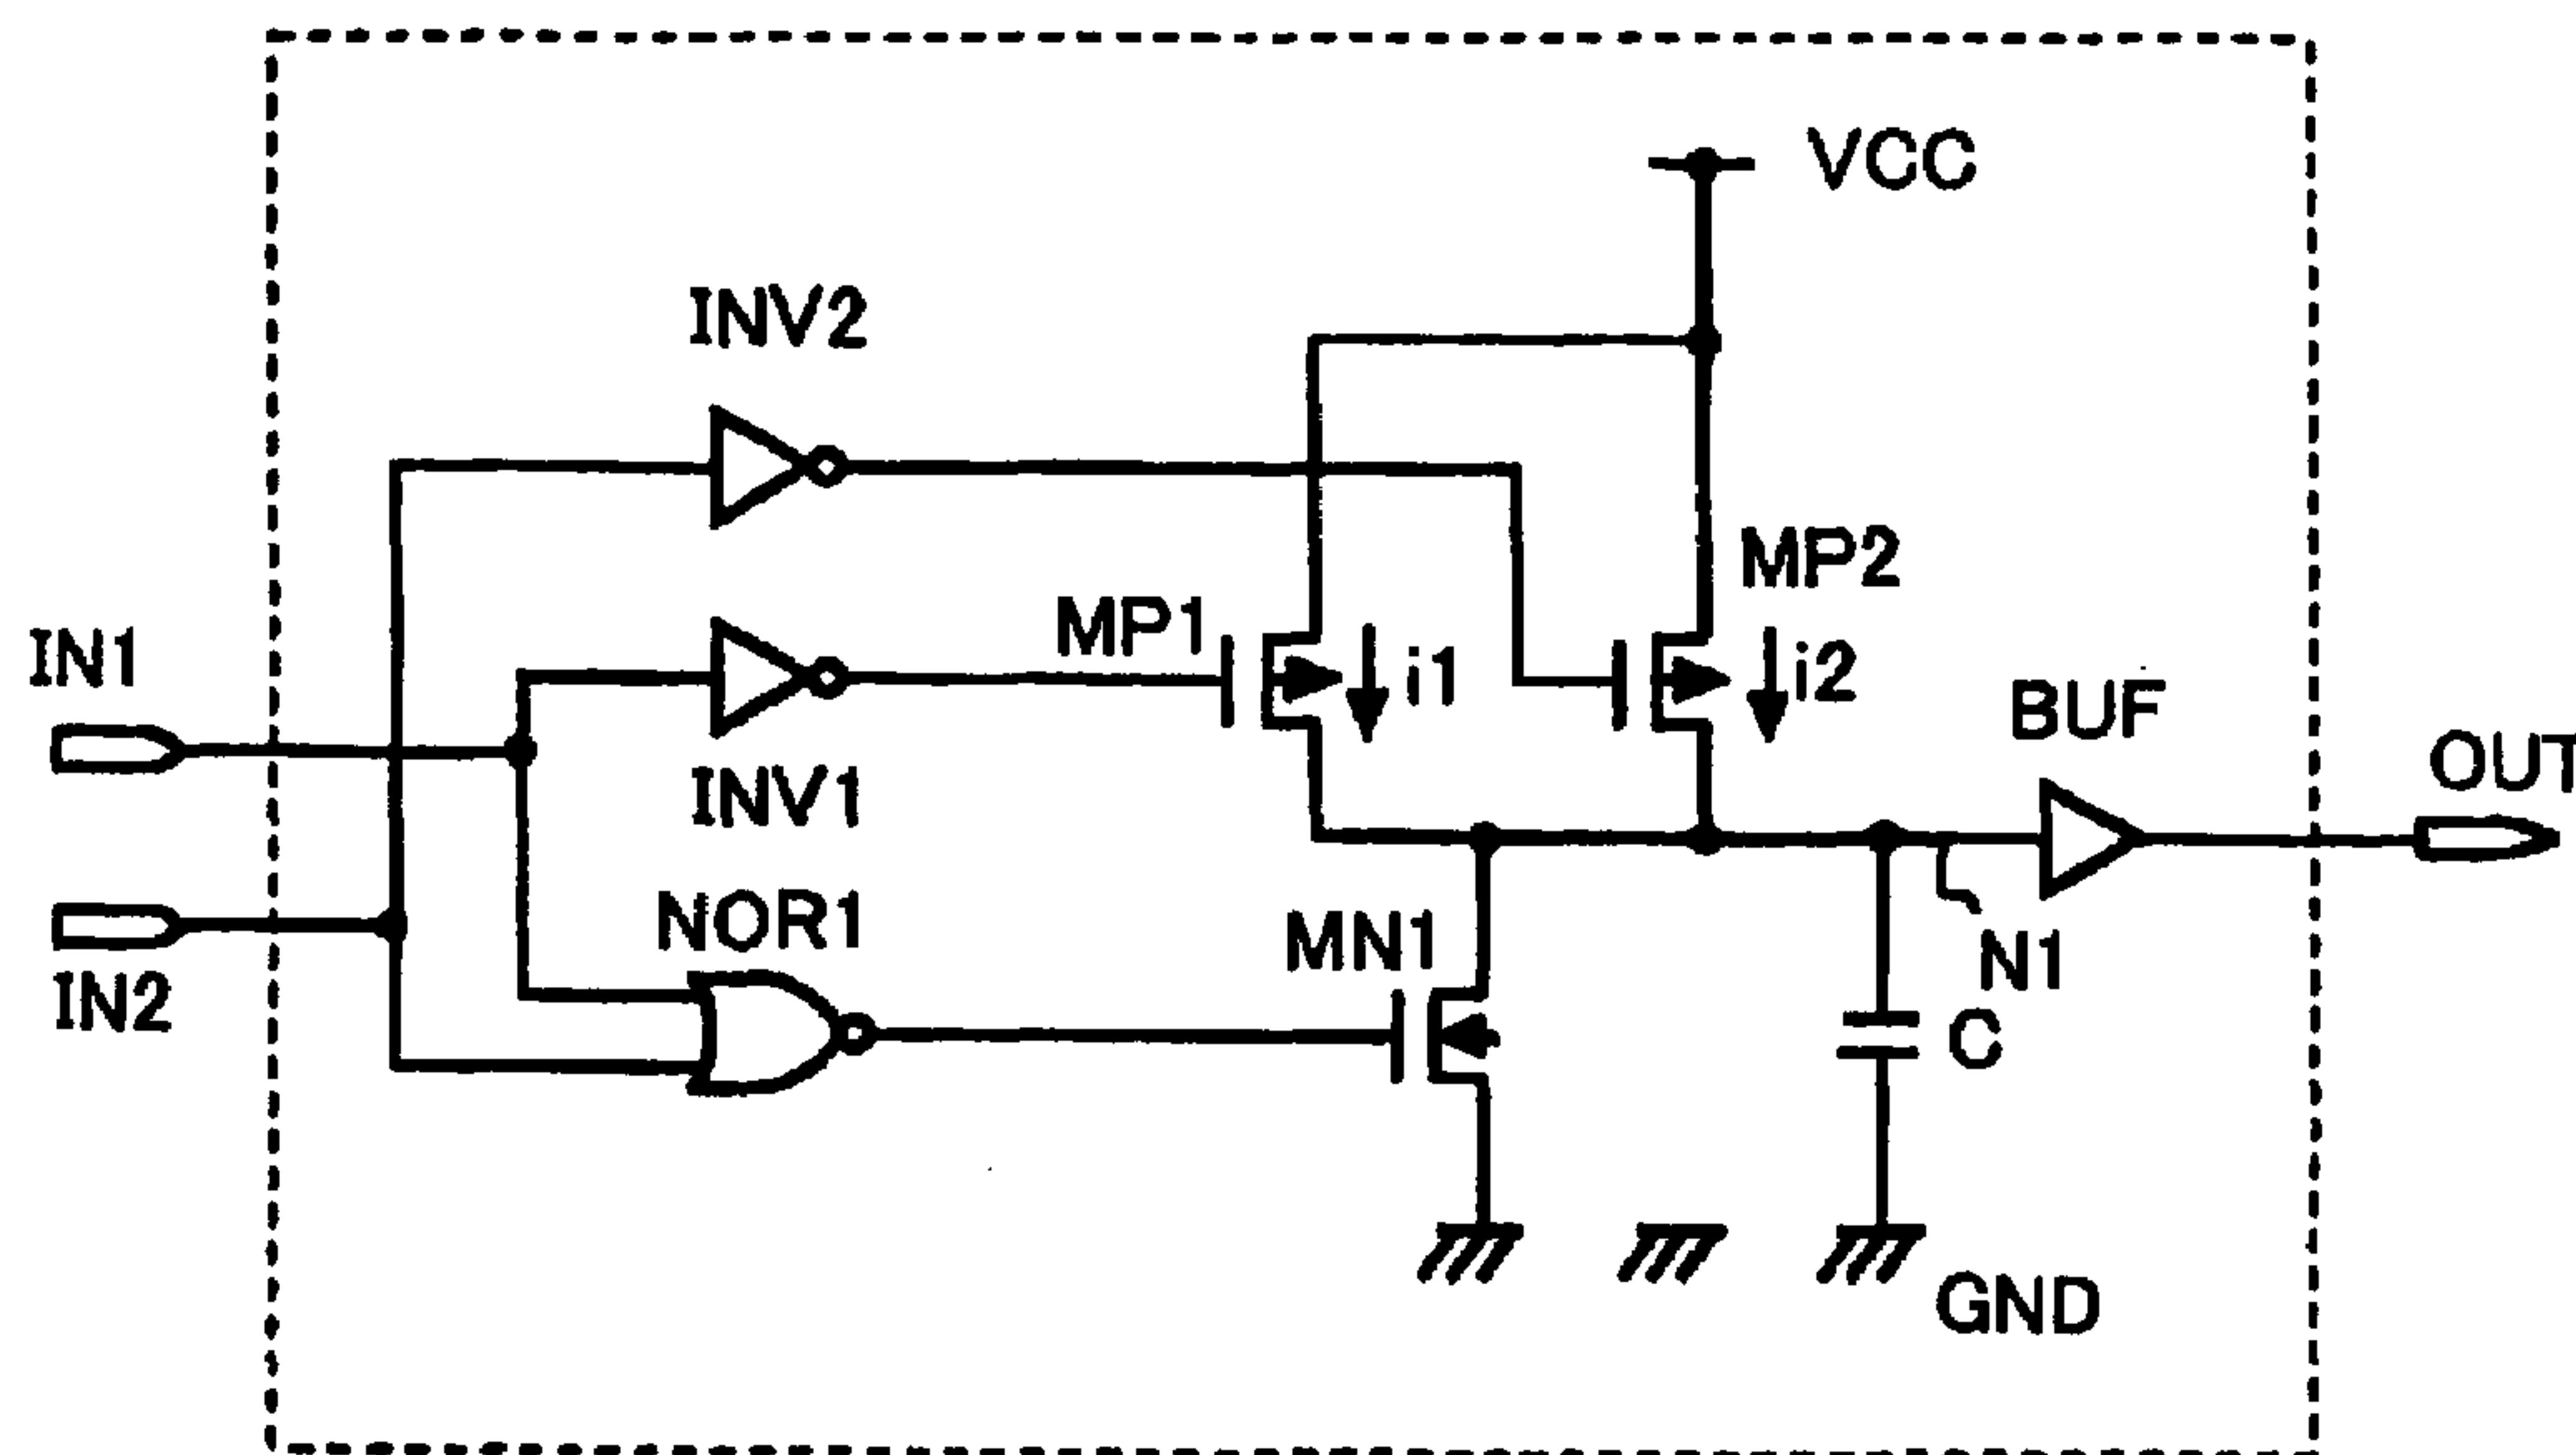 VCC
INV2
MP2
MP1
IN1
i1
i2
BUF
OUT
INV1
NOR1
MN1
N1
IN2
C
GND